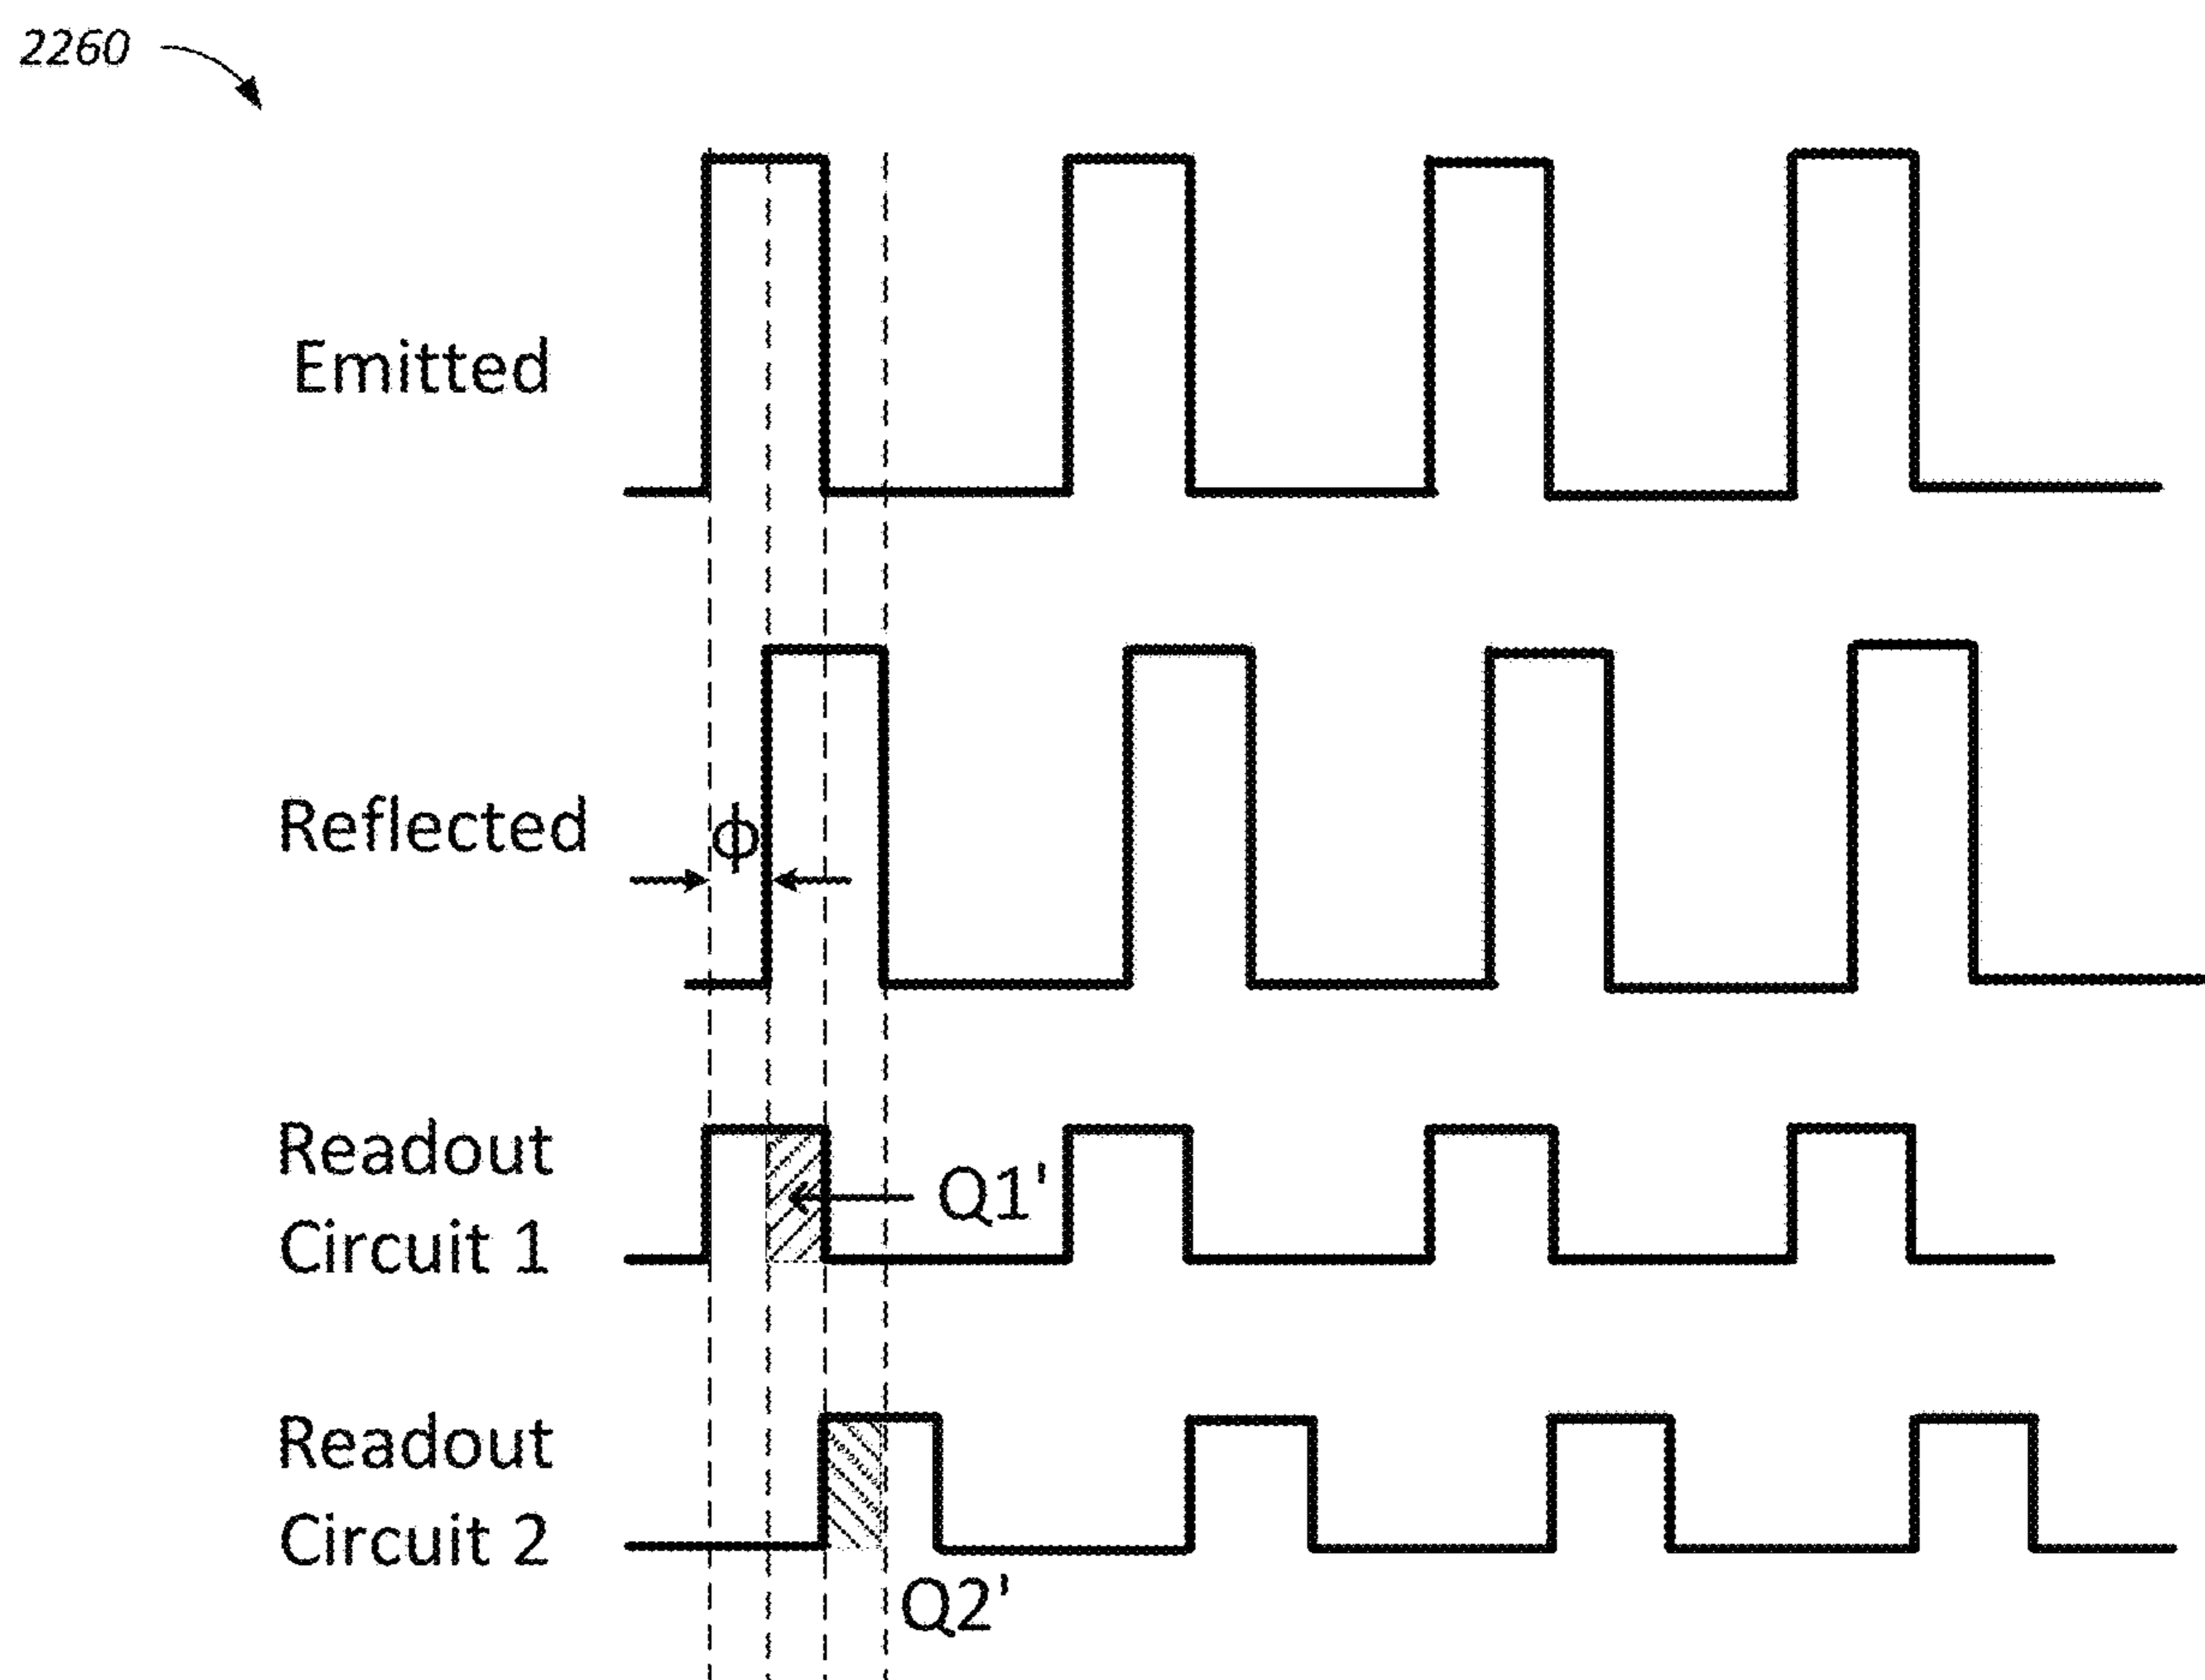 2260
Emitted
Reflected
ϕ
Readout
Circuit 1
Q1'
Readout
Circuit 2
Q2'